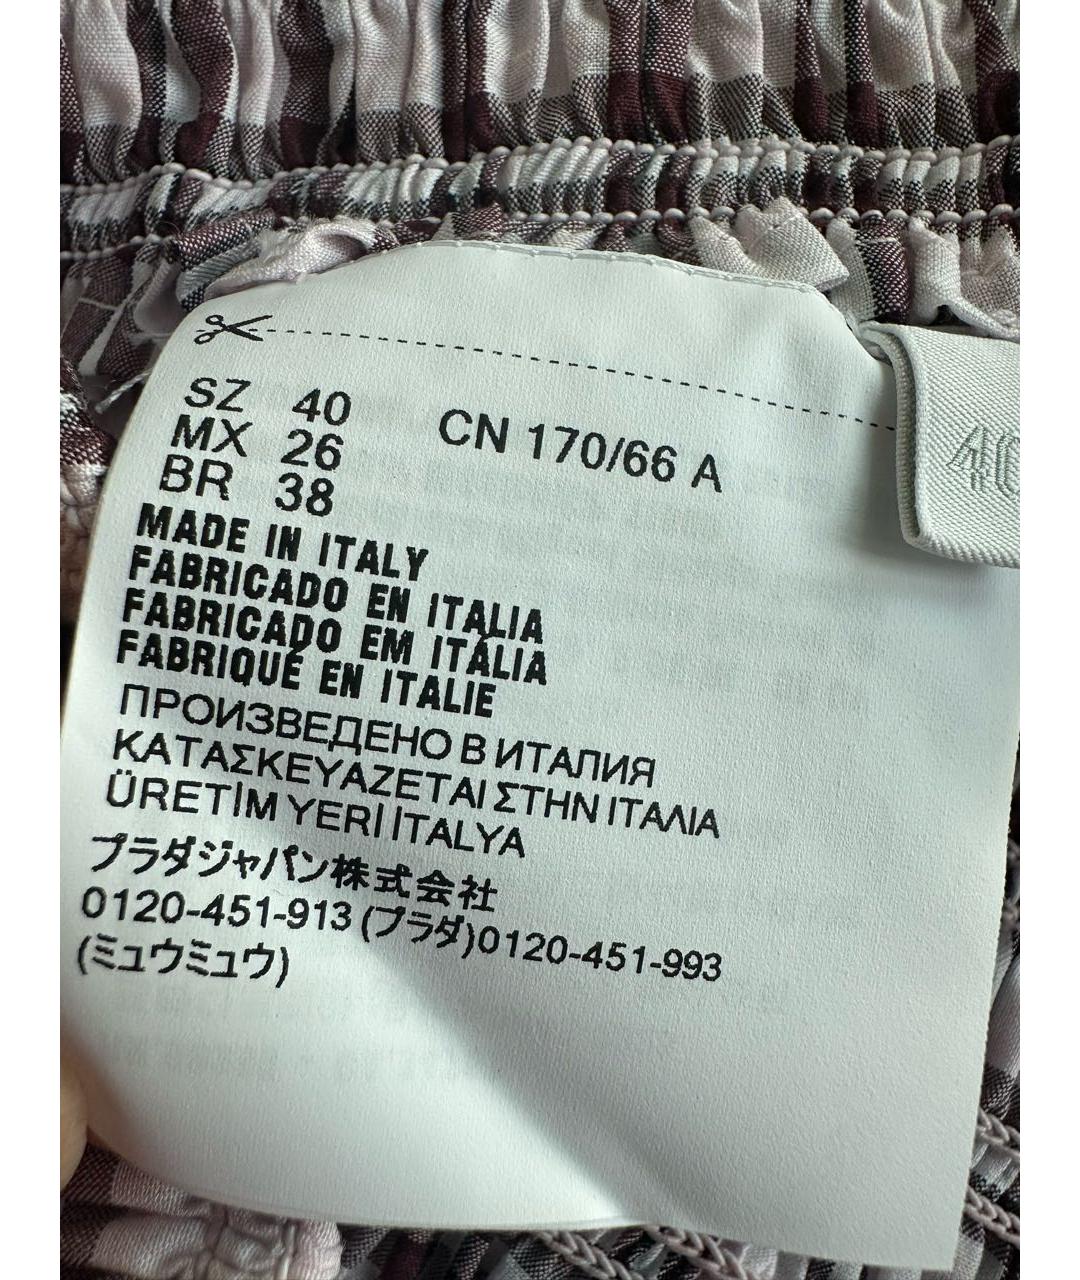 SZ 40 CN 170/66 A
MX 26
BR 38
MADE IN ITALY
FABRICADO EN ITALIA
FABRICADO EM ITÁLIA
FABRIQUÉ EN ITALIE
ПРОИЗВЕДЕНО В ИТАЛИЯ
ΚΑΤΑΣΚΕΥΑΖΕΤΑΙ ΣΤΗΝ ΙΤΑΛΙΑ
ÜRETİM YERİ İTALYA
プラダジャパン株式会社
0120-451-913 (プラダ)0120-451-993
(ミュウミュウ)
40